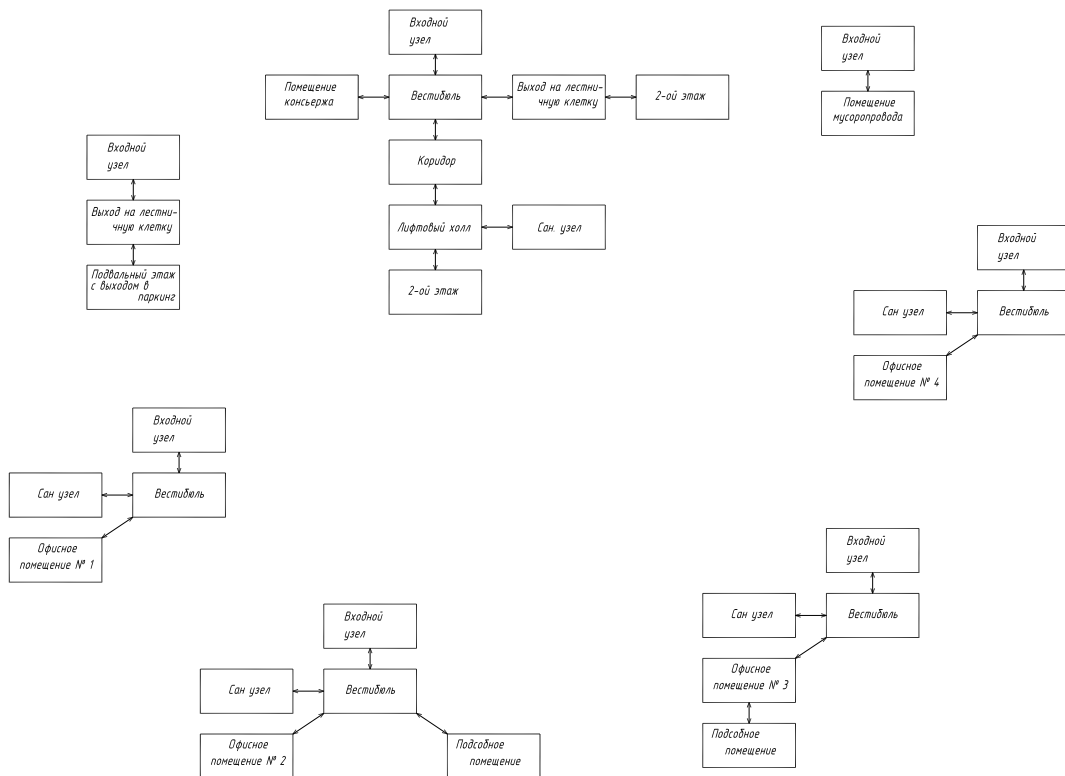 Входной
узел
Помещение
консьержа
Вестибюль
Выход на лестни-
чную клетку
2-ой этаж
Коридор
Лифтовый холл
Сан. узел
2-ой этаж
Входной
узел
Помещение
мусоропровода
Входной
узел
Выход на лестни-
чную клетку
Подвальный этаж
с выходом в
паркинг
Входной
узел
Сан узел
Вестибюль
Офисное
помещение № 4
Входной
узел
Сан узел
Вестибюль
Офисное
помещение № 1
Входной
узел
Сан узел
Вестибюль
Офисное
помещение № 3
Подсобное
помещение
Входной
узел
Сан узел
Вестибюль
Офисное
помещение № 2
Подсобное
помещение